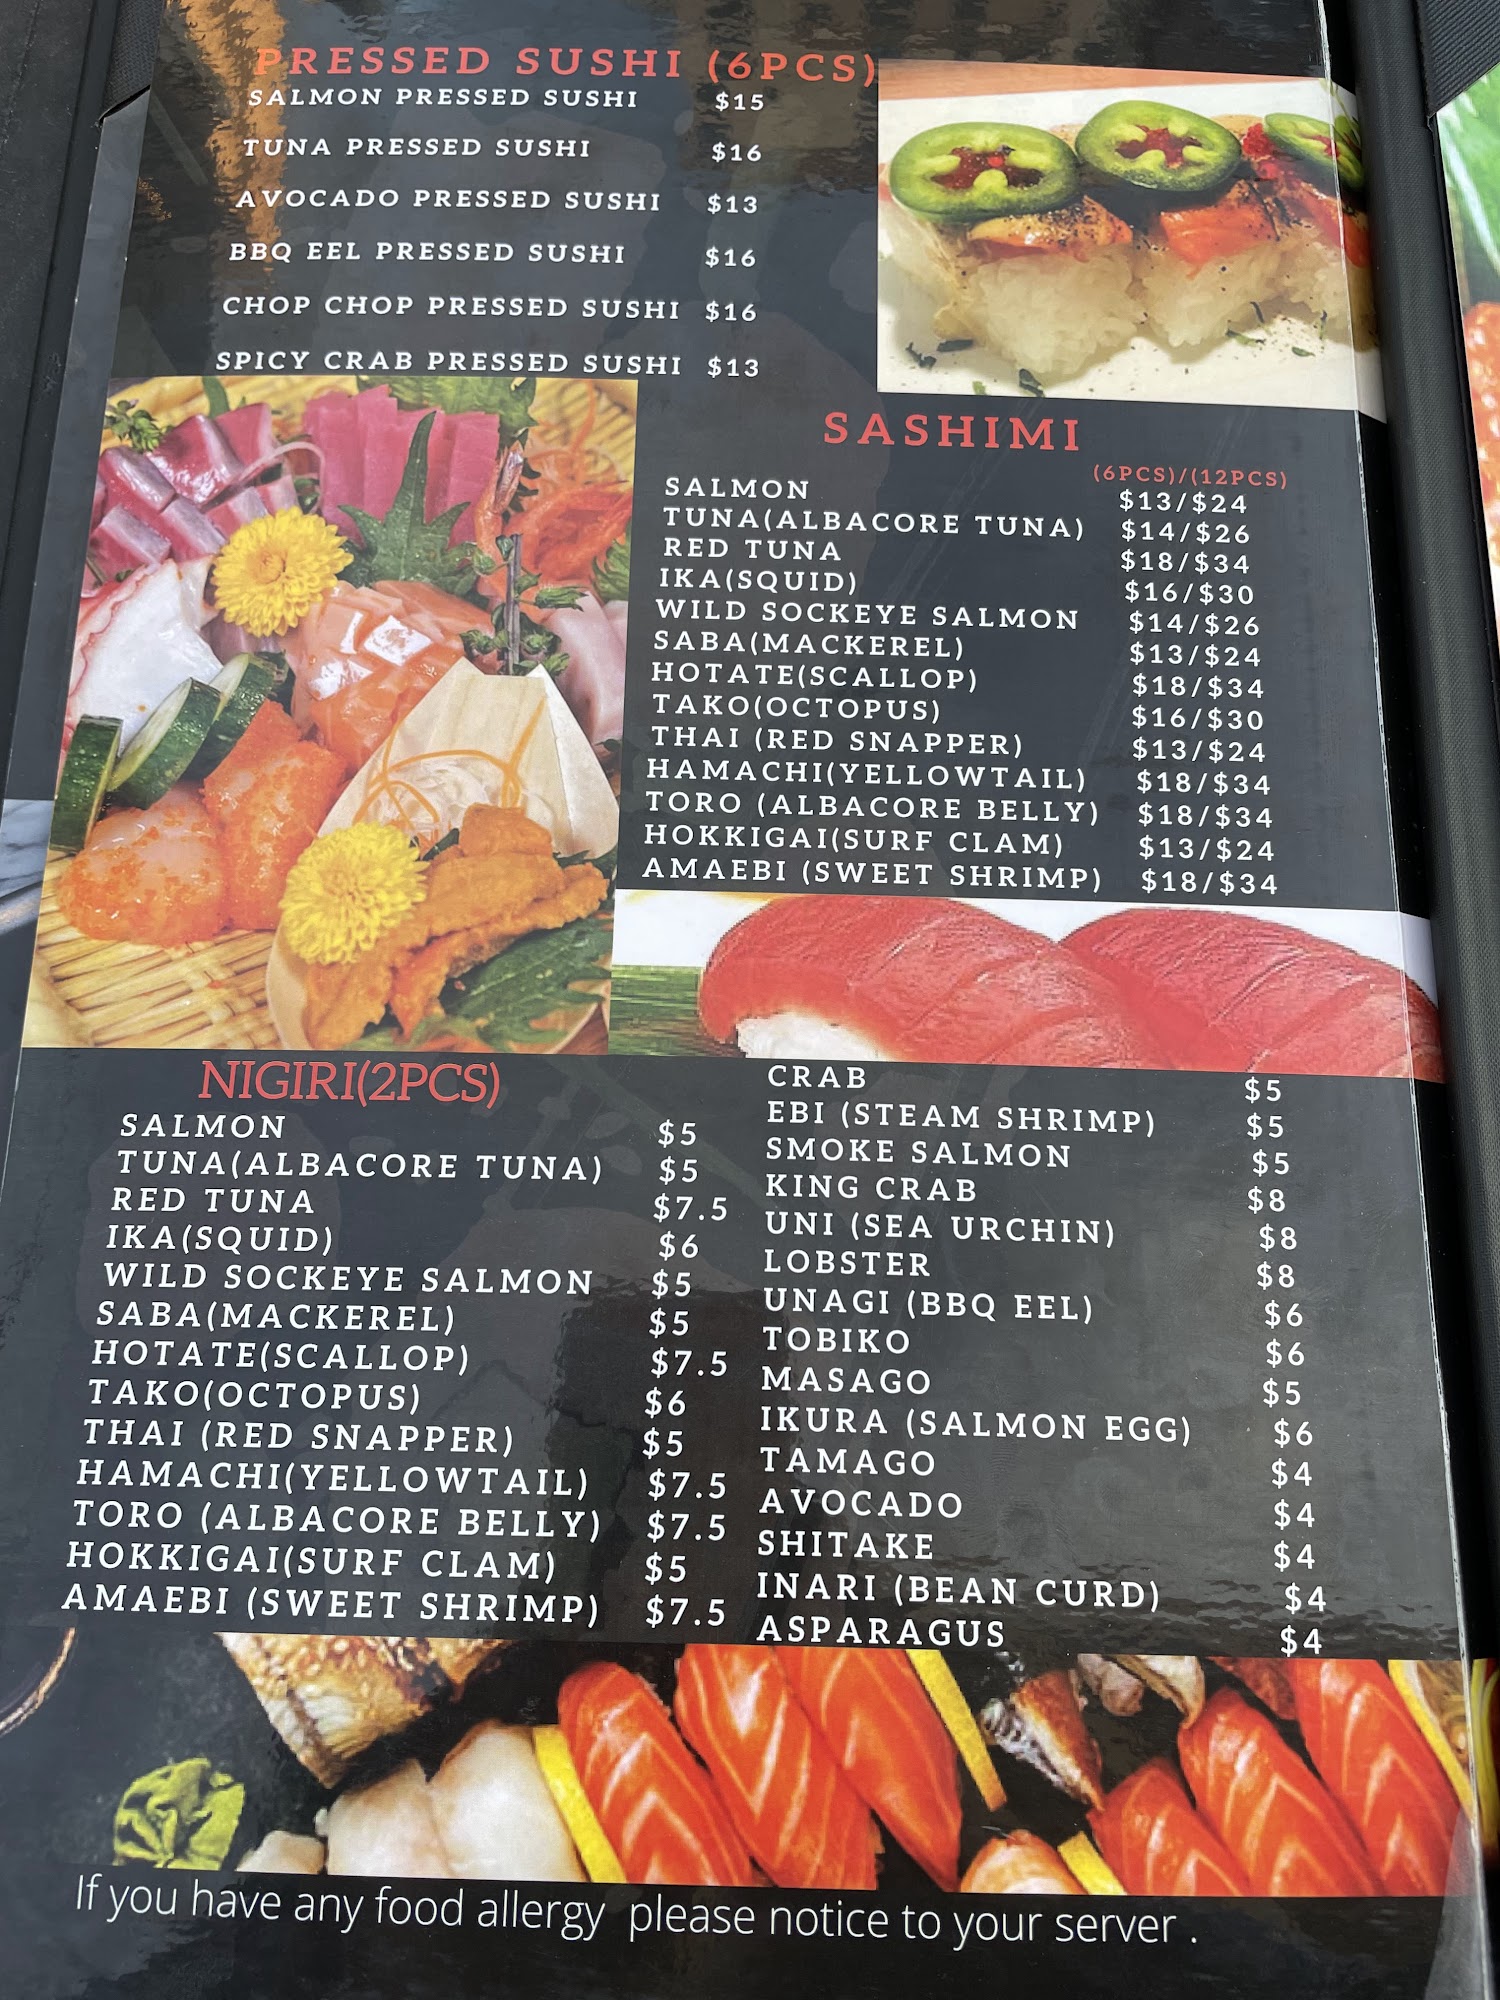 PRESSED SUSHI (6PCS)
SALMON PRESSED SUSHI $15
TUNA PRESSED SUSHI $16
AVOCADO PRESSED SUSHI $13
BBQ EEL PRESSED SUSHI $16
CHOP CHOP PRESSED SUSHI $16
SPICY CRAB PRESSED SUSHI $13
SASHIMI
(6PCS)/(12PCS)
SALMON $13/$24
TUNA(ALBACORE TUNA) $14/$26
RED TUNA $18/$34
IKA(SQUID) $16/$30
WILD SOCKEYE SALMON $14/$26
SABA(MACKEREL) $13/$24
HOTATE(SCALLOP) $18/$34
TAKO(OCTOPUS) $16/$30
THAI (RED SNAPPER) $13/$24
HAMACHI(YELLOWTAIL) $18/$34
TORO (ALBACORE BELLY) $18/$34
HOKKIGAI(SURF CLAM) $13/$24
AMAEBI (SWEET SHRIMP) $18/$34
NIGIRI(2PCS)
SALMON $5
TUNA(ALBACORE TUNA) $5
RED TUNA $7.5
IKA(SQUID) $6
WILD SOCKEYE SALMON $5
SABA(MACKEREL) $5
HOTATE(SCALLOP) $7.5
TAKO(OCTOPUS) $6
THAI (RED SNAPPER) $5
HAMACHI(YELLOWTAIL) $7.5
TORO (ALBACORE BELLY) $7.5
HOKKIGAI(SURF CLAM) $5
AMAEBI (SWEET SHRIMP) $7.5
CRAB $5
EBI (STEAM SHRIMP) $5
SMOKE SALMON $5
KING CRAB $8
UNI (SEA URCHIN) $8
LOBSTER $8
UNAGI (BBQ EEL) $6
TOBIKO $6
MASAGO $5
IKURA (SALMON EGG) $6
TAMAGO $4
AVOCADO $4
SHITAKE $4
INARI (BEAN CURD) $4
ASPARAGUS $4
If you have any food allergy please notice to your server .